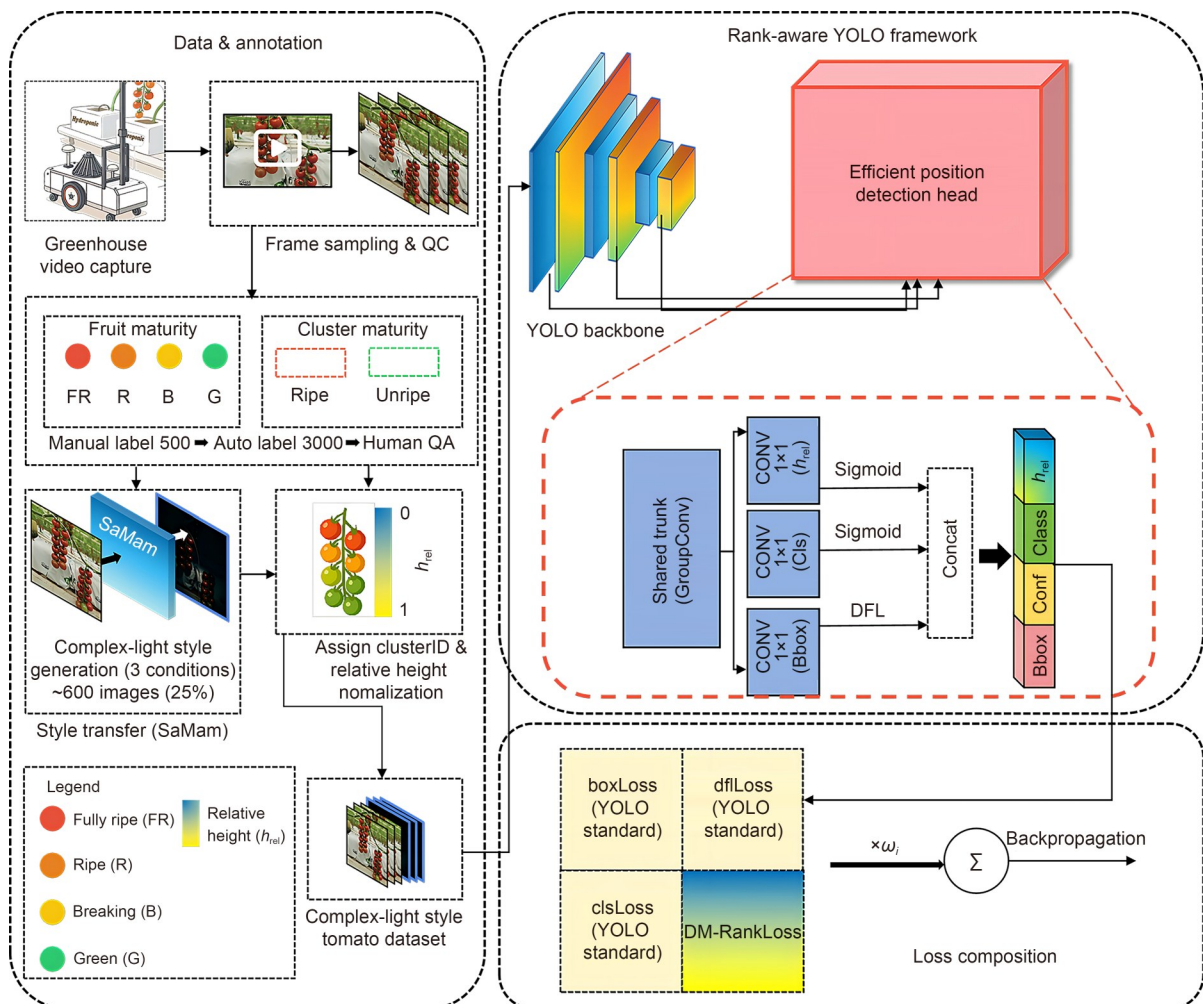 Data & annotation
Hydroponic
Hydroponic
Greenhouse
video capture
Frame sampling & QC
Fruit maturity
FR R B G
Cluster maturity
Ripe Unripe
Manual label 500 ➡ Auto label 3000 ➡ Human QA
SaMam
Complex-light style
generation (3 conditions)
~600 images (25%)
Style transfer (SaMam)
0
h_rel
1
Assign clusterID &
relative height
nomalization
Legend
Fully ripe (FR)
Ripe (R)
Breaking (B)
Green (G)
Relative
height (h_rel)
Complex-light style
tomato dataset
Rank-aware YOLO framework
YOLO backbone
Efficient position
detection head
Shared trunk
(GroupConv)
CONV
1×1
(h_rel)
CONV
1×1
(Cls)
CONV
1×1
(Bbox)
Sigmoid
Sigmoid
DFL
Concat
h_rel
Class
Conf
Bbox
boxLoss
(YOLO
standard)
dflLoss
(YOLO
standard)
clsLoss
(YOLO
standard)
DM-RankLoss
×ω_i
Σ
Backpropagation
Loss composition